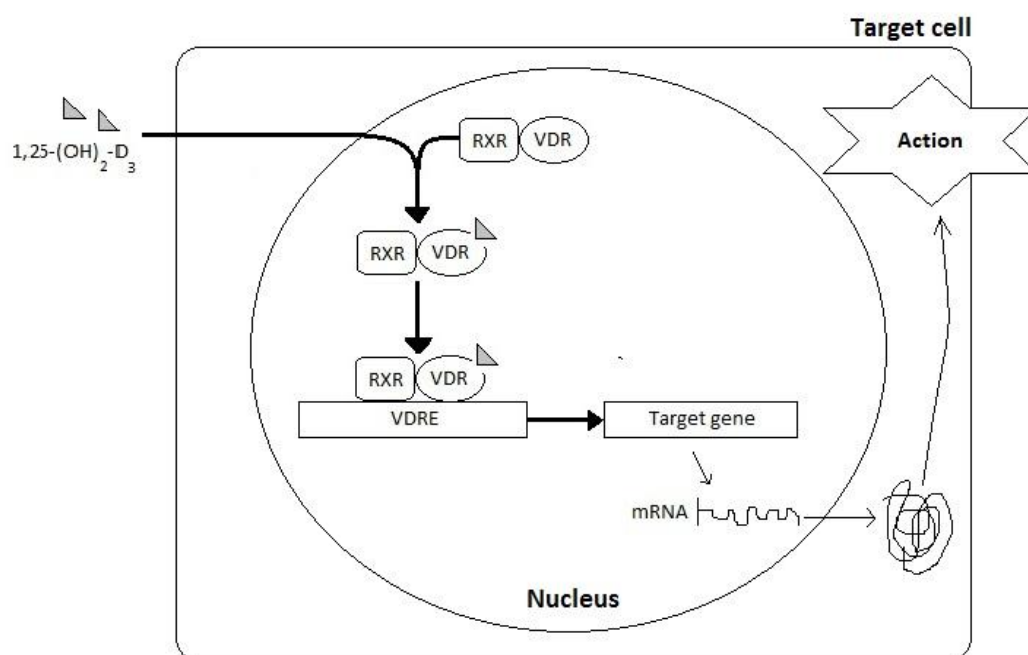 Target cell
1,25-(OH)2-D3
RXR VDR
Action
RXR VDR
RXR VDR
VDRE
Target gene
mRNA
Nucleus